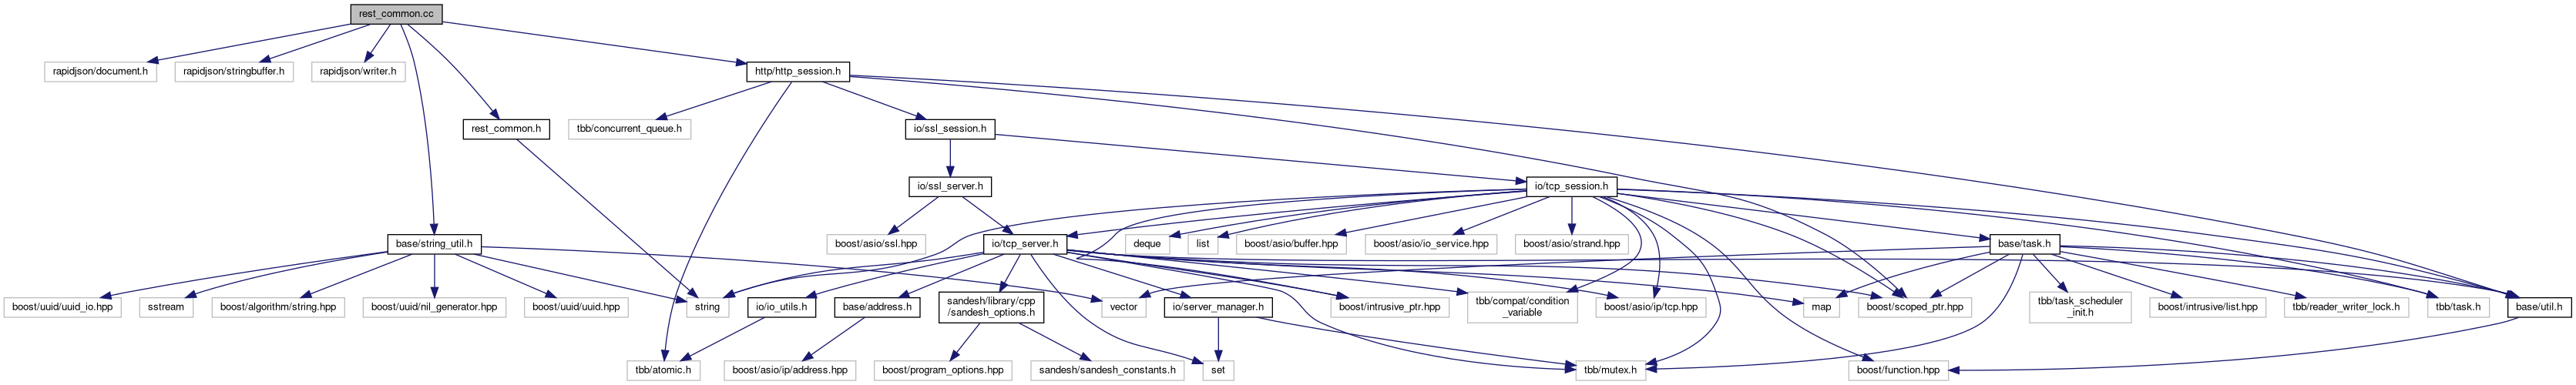 rest_common.cc
rapidjson/document.h
rapidjson/stringbuffer.h
rapidjson/writer.h
http/http_session.h
rest_common.h
tbb/concurrent_queue.h
io/ssl_session.h
io/ssl_server.h
io/tcp_session.h
base/string_util.h
boost/asio/ssl.hpp
io/tcp_server.h
deque
list
boost/asio/buffer.hpp
boost/asio/io_service.hpp
boost/asio/strand.hpp
base/task.h
boost/uuid/uuid_io.hpp
sstream
boost/algorithm/string.hpp
boost/uuid/nil_generator.hpp
boost/uuid/uuid.hpp
string
io/io_utils.h
base/address.h
sandesh/library/cpp
/sandesh_options.h
vector
io/server_manager.h
boost/intrusive_ptr.hpp
tbb/compat/condition
_variable
boost/asio/ip/tcp.hpp
map
boost/scoped_ptr.hpp
tbb/task_scheduler
_init.h
boost/intrusive/list.hpp
tbb/reader_writer_lock.h
tbb/task.h
base/util.h
tbb/atomic.h
boost/asio/ip/address.hpp
boost/program_options.hpp
sandesh/sandesh_constants.h
set
tbb/mutex.h
boost/function.hpp